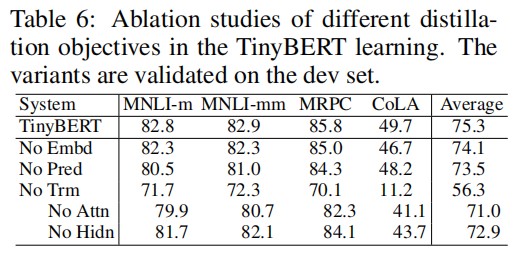 Table 6: Ablation studies of different distilla-
tion objectives in the TinyBERT learning. The
variants are validated on the dev set.
System MNLI-m MNLI-mm MRPC CoLA Average
TinyBERT 82.8 82.9 85.8 49.7 75.3
No Embd 82.3 82.3 85.0 46.7 74.1
No Pred 80.5 81.0 84.3 48.2 73.5
No Trm 71.7 72.3 70.1 11.2 56.3
No Attn 79.9 80.7 82.3 41.1 71.0
No Hidn 81.7 82.1 84.1 43.7 72.9